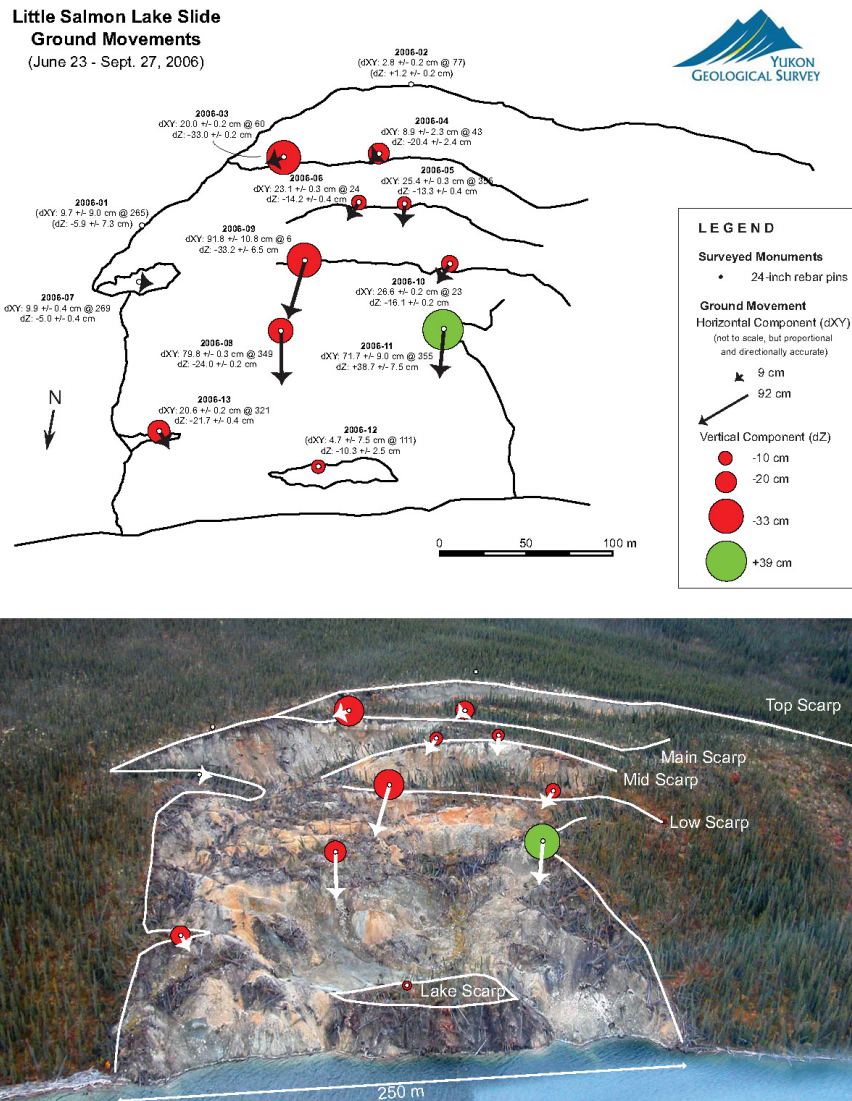 Little Salmon Lake Slide
Ground Movements
(June 23 - Sept. 27, 2006)
YUKON
GEOLOGICAL SURVEY
2006-02
(dXY: 2.8 +/- 0.2 cm @ 77)
(dZ: +1.2 +/- 0.2 cm)
2006-03
dXY: 20.0 +/- 0.2 cm @ 60
dZ: -33.0 +/- 0.2 cm
2006-04
dXY: 8.9 +/- 2.3 cm @ 43
dZ: -20.4 +/- 2.4 cm
2006-06
dXY: 23.1 +/- 0.3 cm @ 24
dZ: -14.2 +/- 0.4 cm
2006-05
dXY: 25.4 +/- 0.3 cm @ 356
dZ: -13.3 +/- 0.4 cm
2006-01
(dXY: 9.7 +/- 9.0 cm @ 265)
(dZ: -5.9 +/- 7.3 cm)
2006-09
dXY: 91.8 +/- 10.8 cm @ 6
dZ: -33.2 +/- 6.5 cm
2006-10
dXY: 26.6 +/- 0.2 cm @ 23
dZ: -16.1 +/- 0.2 cm
2006-07
dXY: 9.9 +/- 0.4 cm @ 269
dZ: -5.0 +/- 0.4 cm
2006-08
dXY: 79.8 +/- 0.3 cm @ 349
dZ: -24.0 +/- 0.2 cm
2006-11
dXY: 71.7 +/- 9.0 cm @ 355
dZ: +38.7 +/- 7.5 cm
N
2006-13
dXY: 20.6 +/- 0.2 cm @ 321
dZ: -21.7 +/- 0.4 cm
2006-12
(dXY: 4.7 +/- 7.5 cm @ 111)
dZ: -10.3 +/- 2.5 cm
0 50 100 m
LEGEND
Surveyed Monuments
24-inch rebar pins
Ground Movement
Horizontal Component (dXY)
(not to scale, but proportional
and directionally accurate)
9 cm
92 cm
Vertical Component (dZ)
-10 cm
-20 cm
-33 cm
+39 cm
Top Scarp
Main Scarp
Mid Scarp
Low Scarp
Lake Scarp
250 m